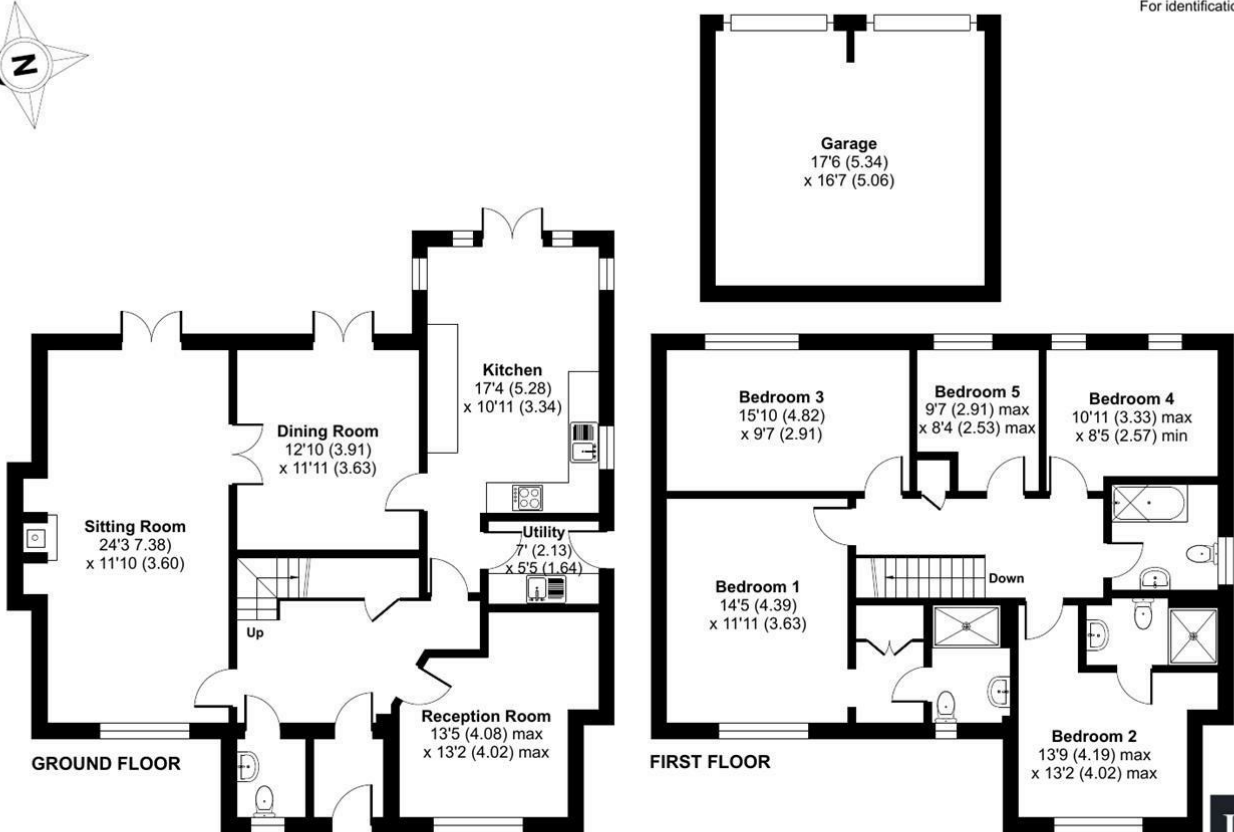 For identificatio
N
Garage
17'6 (5.34)
x 16'7 (5.06)
Kitchen
17'4 (5.28)
x 10'11 (3.34)
Dining Room
12'10 (3.91)
x 11'11 (3.63)
Sitting Room
24'3 7.38)
x 11'10 (3.60)
Utility
7' (2.13)
x 5'5 (1.64)
Up
Reception Room
13'5 (4.08) max
x 13'2 (4.02) max
GROUND FLOOR
Bedroom 3
15'10 (4.82)
x 9'7 (2.91)
Bedroom 5
9'7 (2.91) max
x 8'4 (2.53) max
Bedroom 4
10'11 (3.33) max
x 8'5 (2.57) min
Bedroom 1
14'5 (4.39)
x 11'11 (3.63)
Down
Bedroom 2
13'9 (4.19) max
x 13'2 (4.02) max
FIRST FLOOR